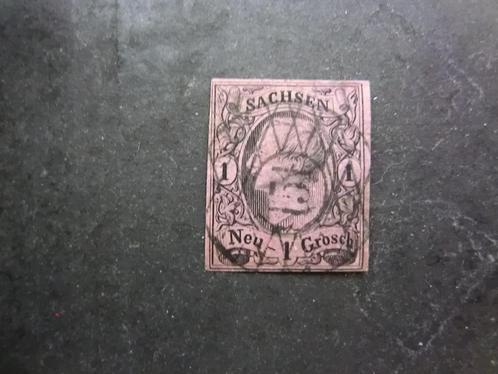 SACHSEN
1 1
Neu - 1 Grosch